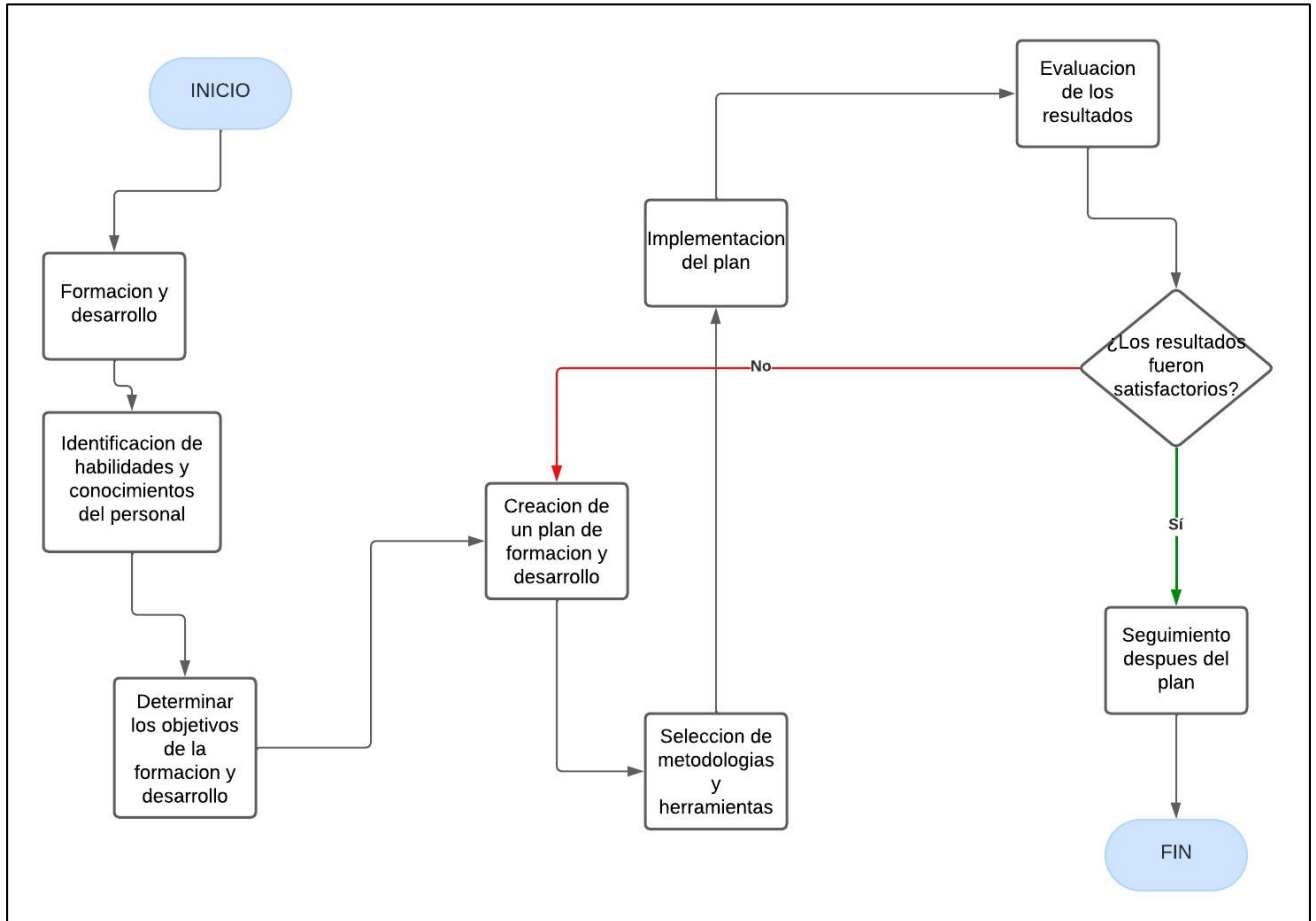 INICIO
Formacion y
desarrollo
Identificacion de
habilidades y
conocimientos
del personal
Determinar
los objetivos
de la
formacion y
desarrollo
Creacion de
un plan de
formacion y
desarrollo
Seleccion de
metodologias
y
herramientas
Implementacion
del plan
Evaluacion
de los
resultados
¿Los resultados
fueron
satisfactorios?
No
Sí
Seguimiento
despues del
plan
FIN